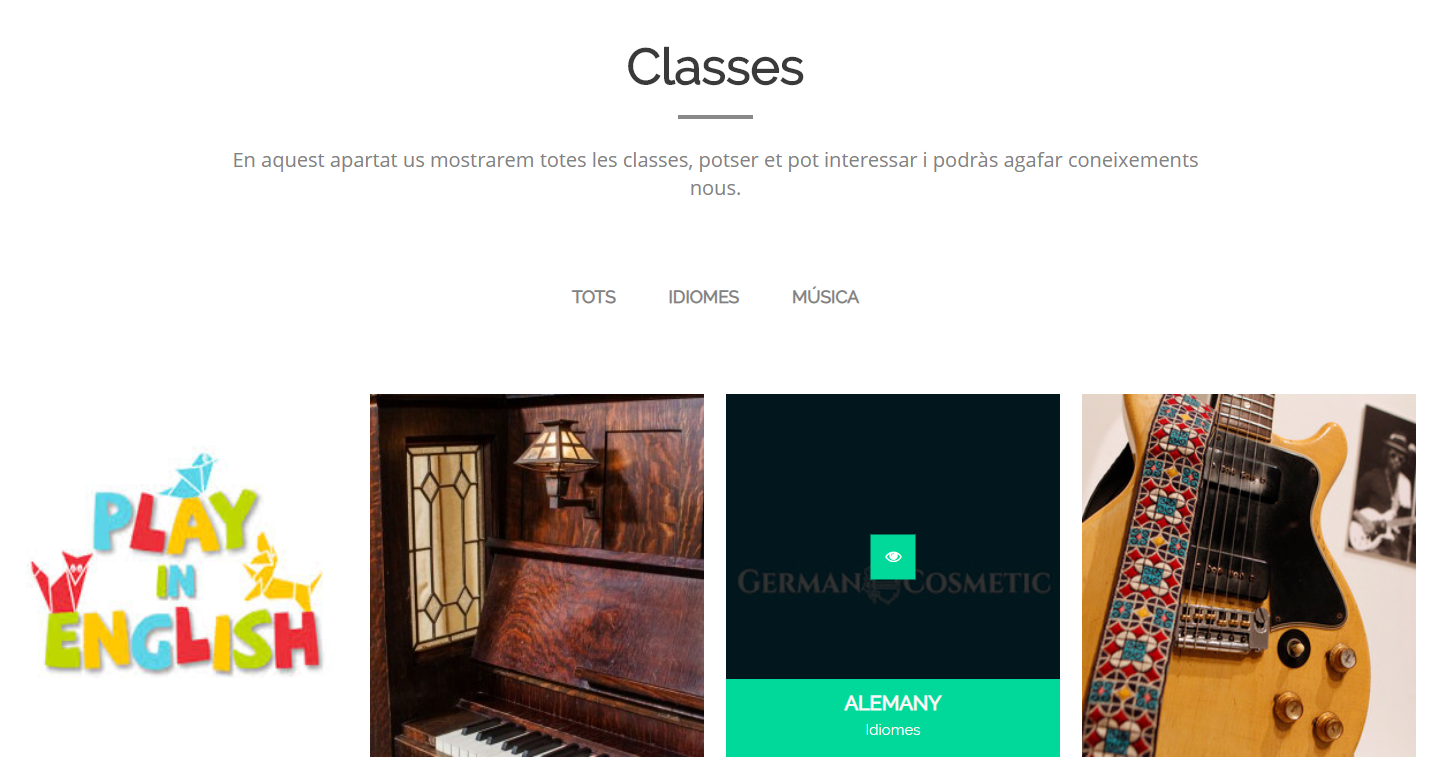 Classes
En aquest apartat us mostrarem totes les classes, potser et pot interessar i podràs agafar coneixements
nous.
TOTS IDIOMES MÚSICA
PLAY
IN
ENGLISH
GERMAN COSMETIC
ALEMANY
Idiomes